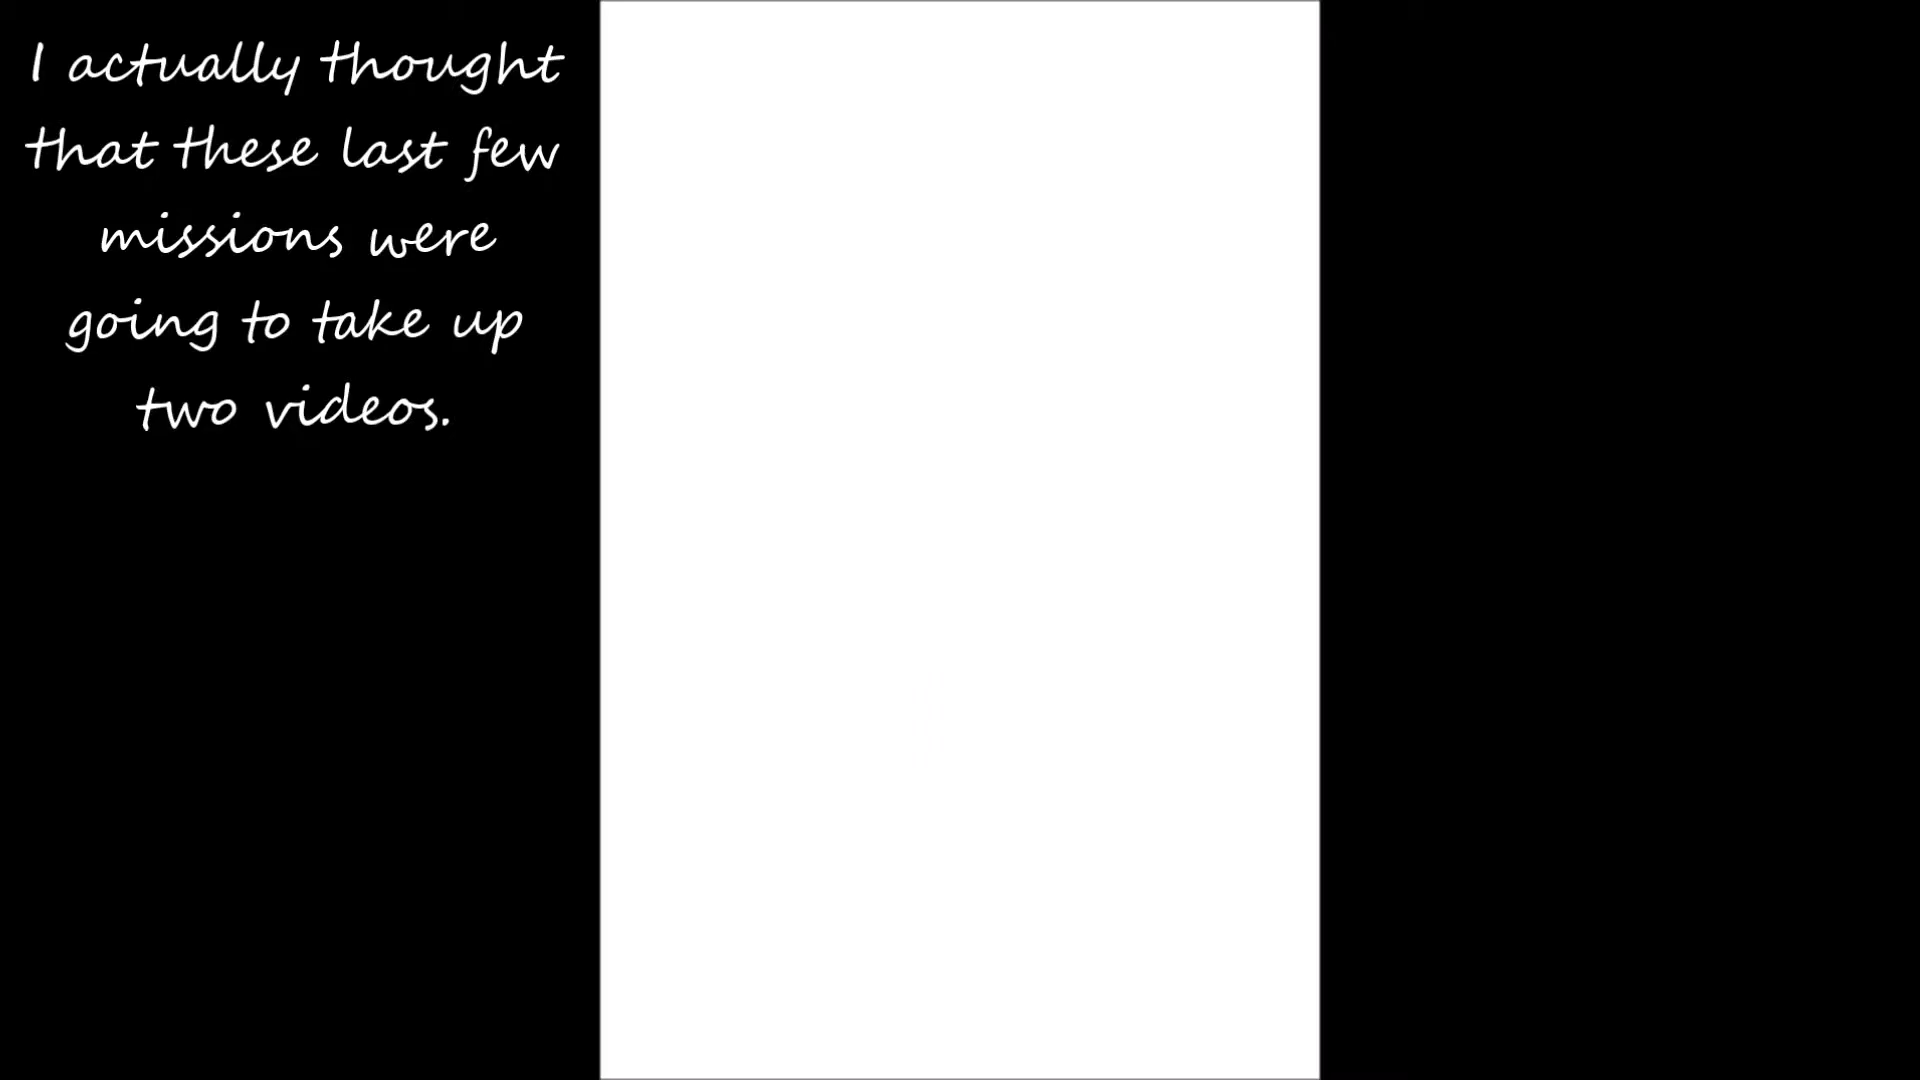 I actually thought
that these last few
missions were
going to take up
two videos.